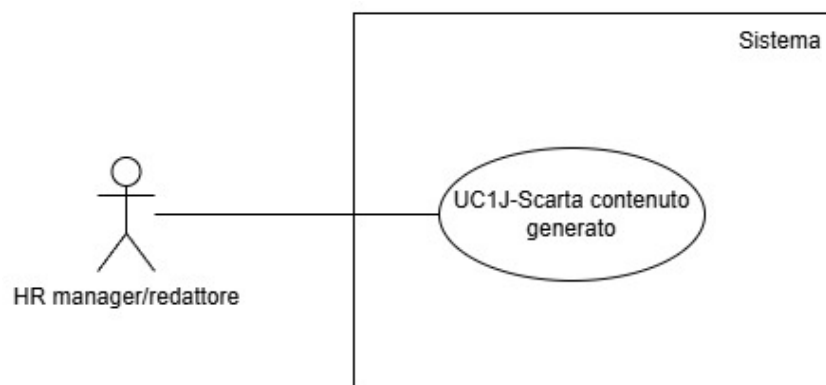 Sistema
UC1J-Scarta contenuto
generato
HR manager/redattore